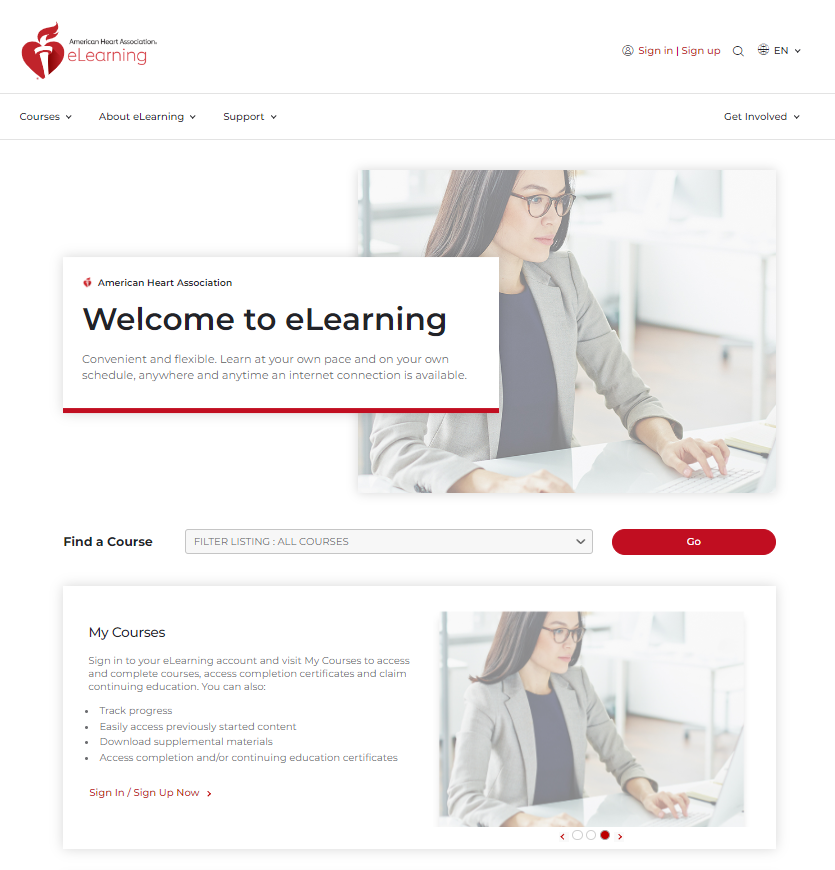 American Heart Association.
eLearning
Sign in | Sign up
EN
Courses
About eLearning
Support
Get Involved
American Heart Association
Welcome to eLearning
Convenient and flexible. Learn at your own pace and on your own
schedule, anywhere and anytime an internet connection is available.
Find a Course
FILTER LISTING : ALL COURSES
Go
My Courses
Sign in to your eLearning account and visit My Courses to access
and complete courses, access completion certificates and claim
continuing education. You can also:
Track progress
Easily access previously started content
Download supplemental materials
Access completion and/or continuing education certificates
Sign In / Sign Up Now